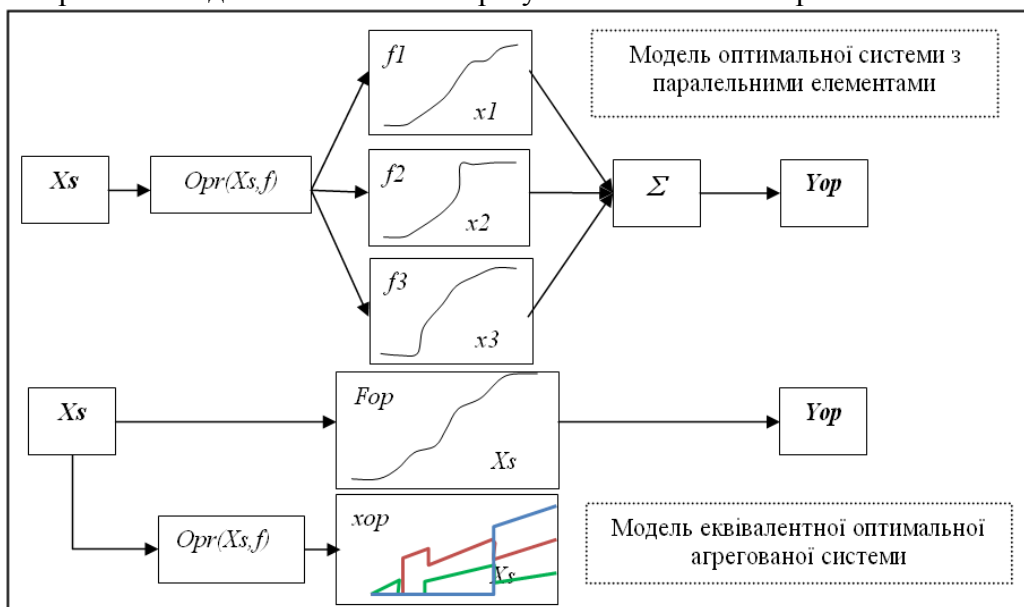 f1
x1
Модель оптимальної системи з
паралельними елементами
Xs
Opr(Xs,f)
f2
x2
Σ
Yop
f3
x3
Xs
Fop
Xs
Yop
Opr(Xs,f)
xop
Xs
Модель еквівалентної оптимальної
агрегованої системи